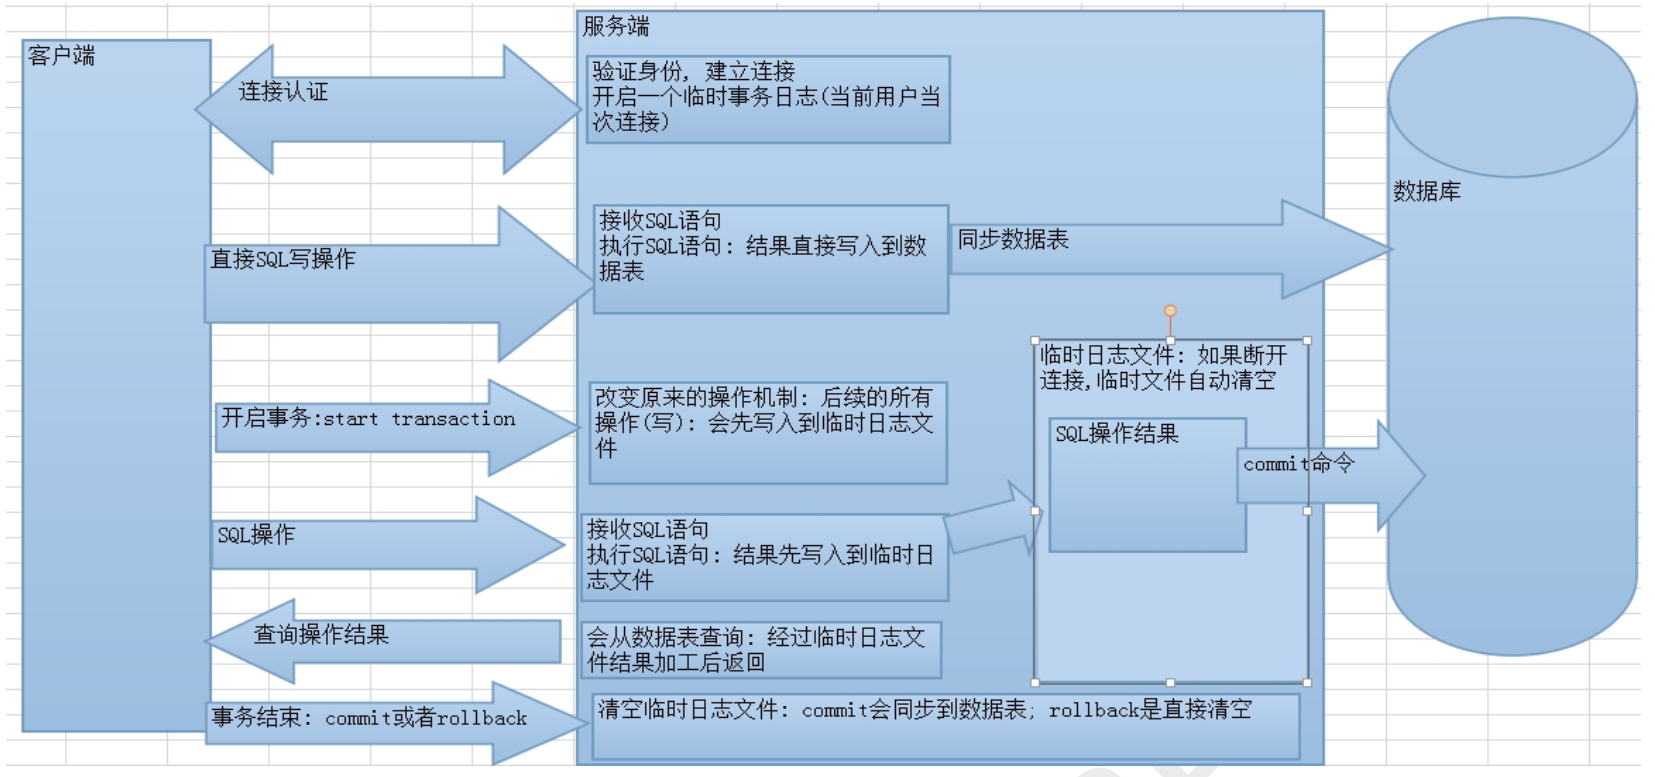 客户端
服务端
数据库
连接认证
验证身份, 建立连接
开启一个临时事务日志(当前用户当
次连接)
直接SQL写操作
接收SQL语句
执行SQL语句: 结果直接写入到数
据表
同步数据表
开启事务:start transaction
改变原来的操作机制: 后续的所有
操作(写): 会先写入到临时日志文
件
临时日志文件: 如果断开
连接,临时文件自动清空
SQL操作结果
commit命令
SQL操作
接收SQL语句
执行SQL语句: 结果先写入到临时日
志文件
查询操作结果
会从数据表查询: 经过临时日志文
件结果加工后返回
事务结束: commit或者rollback
清空临时日志文件: commit会同步到数据表; rollback是直接清空